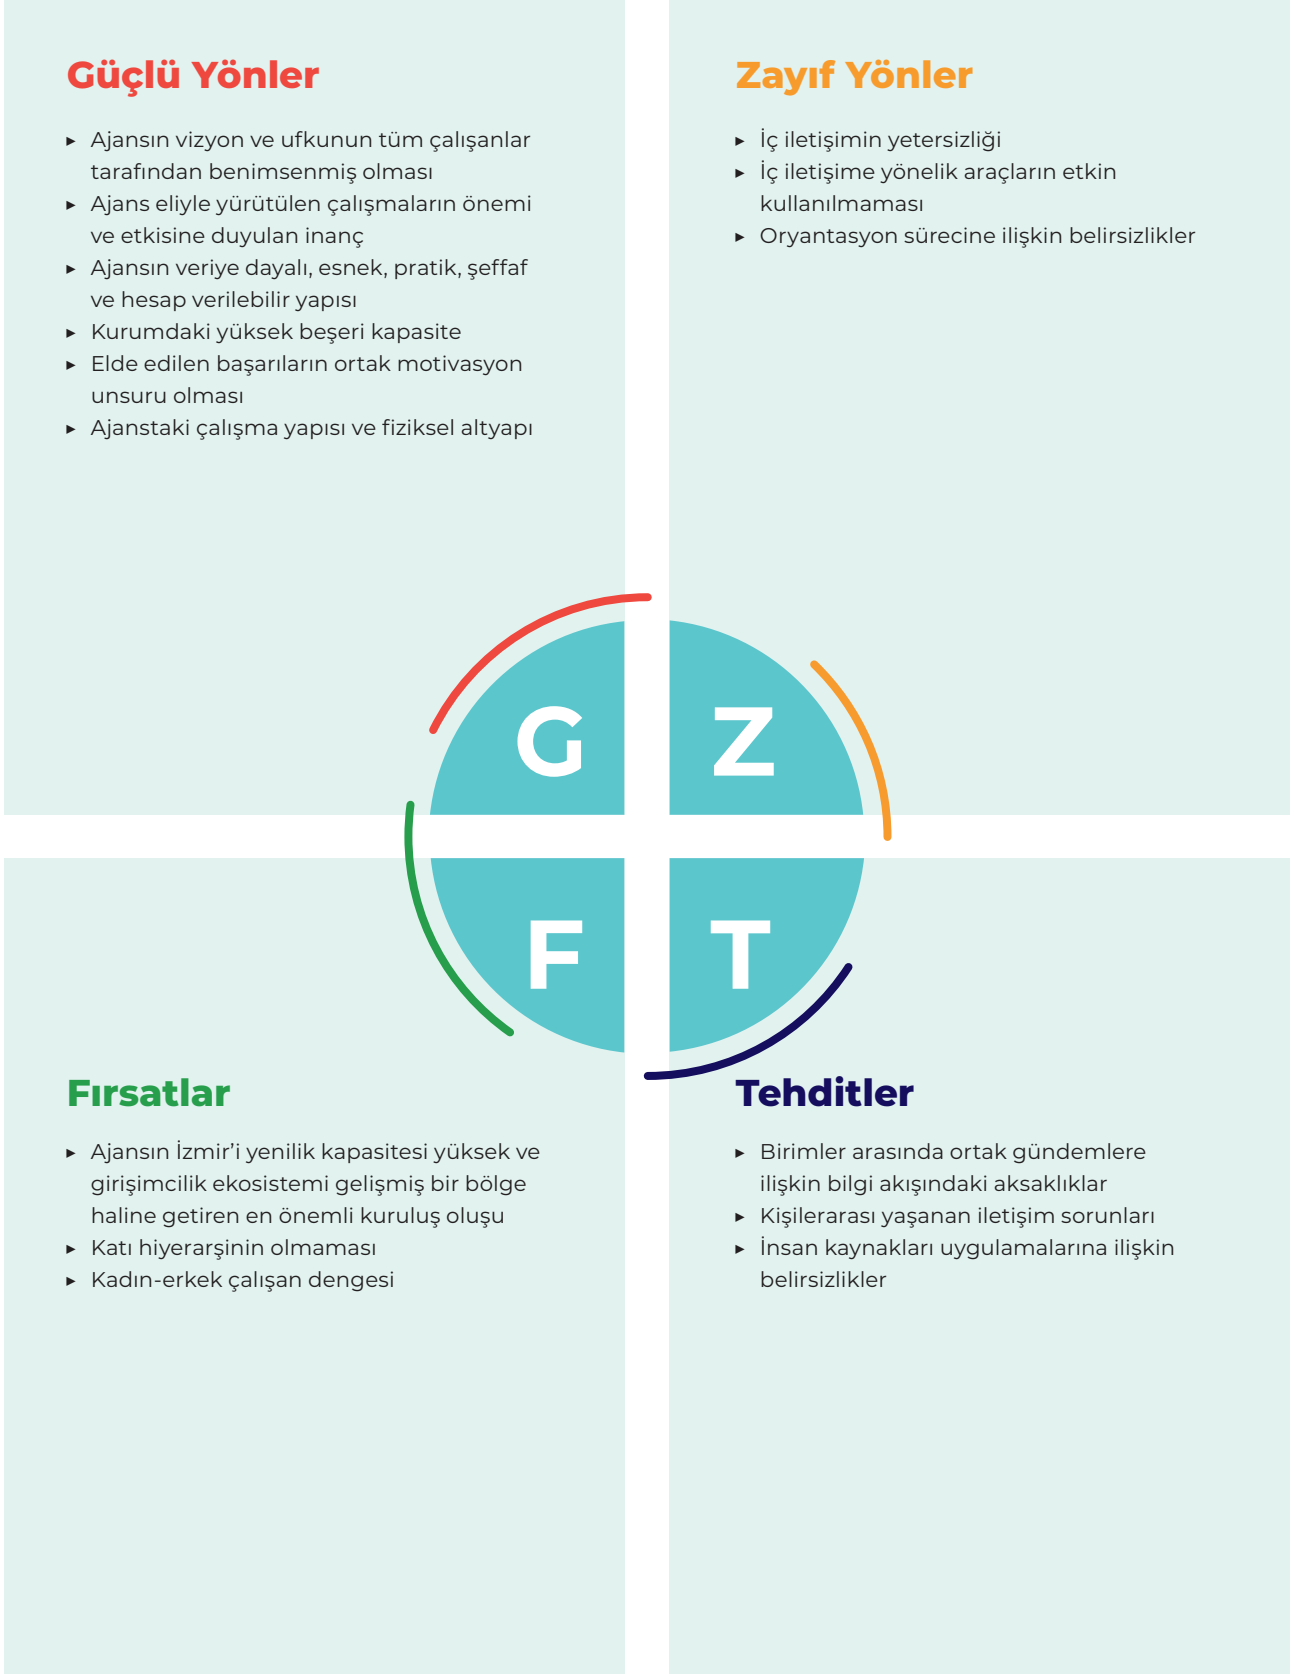 Güçlü Yönler
▸ Ajansın vizyon ve ufkunun tüm çalışanlar
tarafından benimsenmiş olması
▸ Ajans eliyle yürütülen çalışmaların önemi
ve etkisine duyulan inanç
▸ Ajansın veriye dayalı, esnek, pratik, şeffaf
ve hesap verilebilir yapısı
▸ Kurumdaki yüksek beşeri kapasite
▸ Elde edilen başarıların ortak motivasyon
unsuru olması
▸ Ajanstaki çalışma yapısı ve fiziksel altyapı
Zayıf Yönler
▸ İç iletişimin yetersizliği
▸ İç iletişime yönelik araçların etkin
kullanılmaması
▸ Oryantasyon sürecine ilişkin belirsizlikler
G
Z
F
T
Fırsatlar
▸ Ajansın İzmir’i yenilik kapasitesi yüksek ve
girişimcilik ekosistemi gelişmiş bir bölge
haline getiren en önemli kuruluş oluşu
▸ Katı hiyerarşinin olmaması
▸ Kadın-erkek çalışan dengesi
Tehditler
▸ Birimler arasında ortak gündemlere
ilişkin bilgi akışındaki aksaklıklar
▸ Kişilerarası yaşanan iletişim sorunları
▸ İnsan kaynakları uygulamalarına ilişkin
belirsizlikler